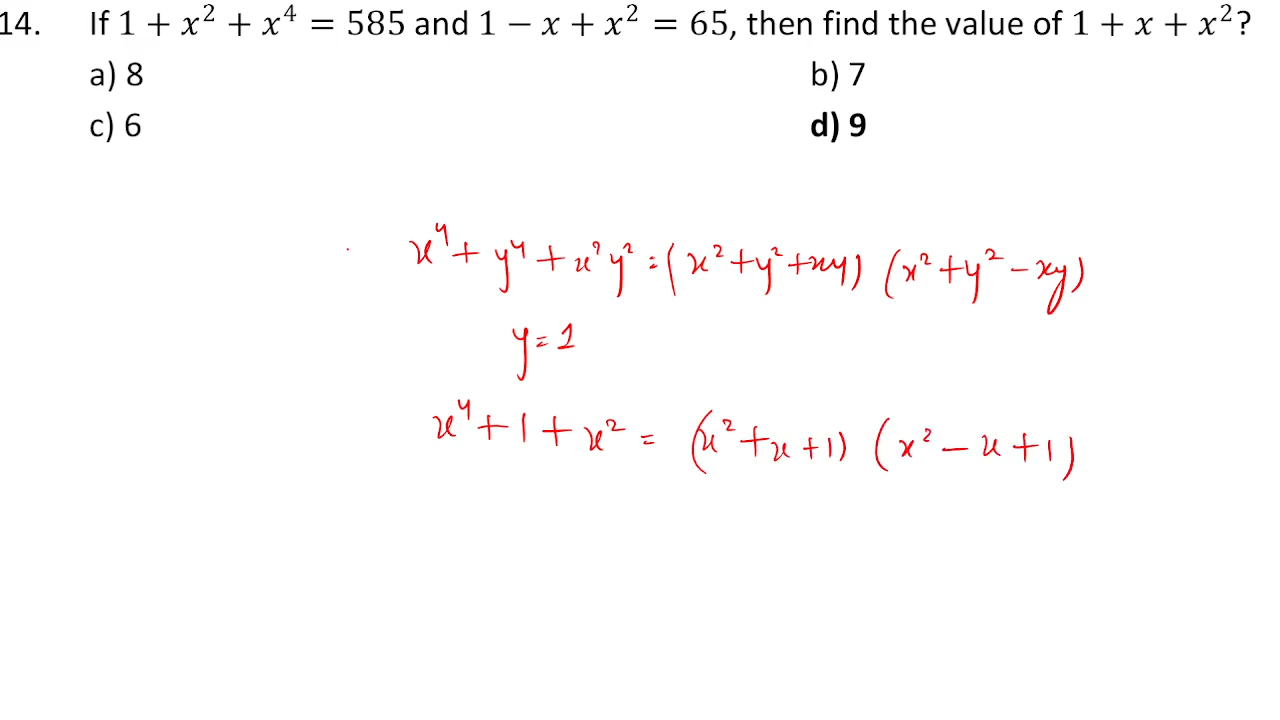 14. If 1 + x² + x⁴ = 585 and 1 − x + x² = 65, then find the value of 1 + x + x²?
a) 8 b) 7
c) 6 d) 9
x⁴ + y⁴ + x²y² = (x² + y² + xy) (x² + y² − xy)
y = 1
x⁴ + 1 + x² = (x² + x + 1) (x² − x + 1)